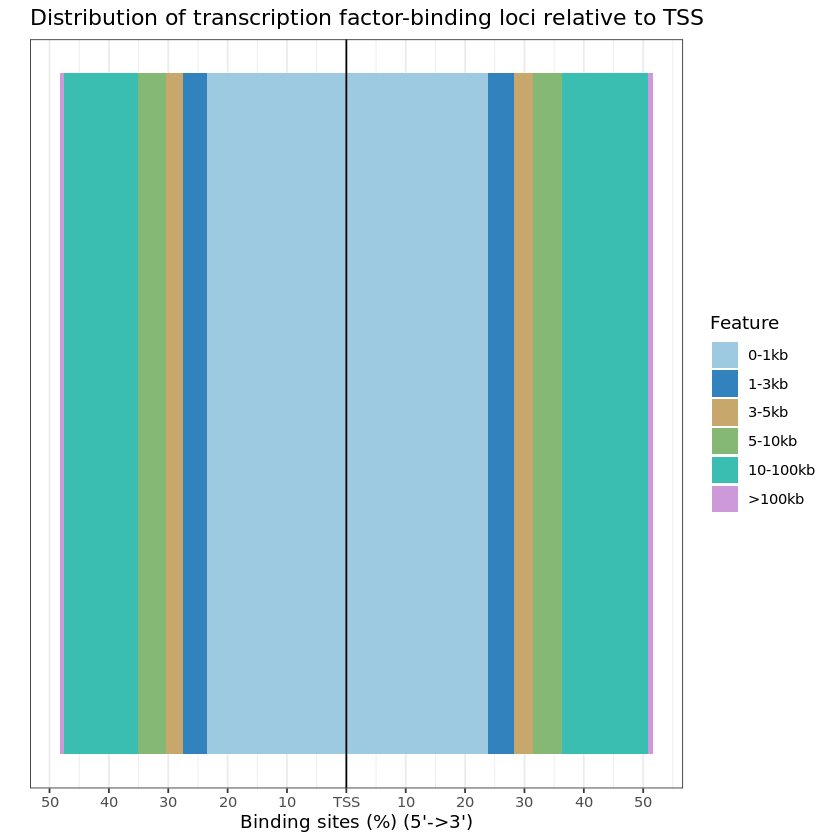 Distribution of transcription factor-binding loci relative to TSS
Feature
0-1kb
1-3kb
3-5kb
5-10kb
10-100kb
>100kb
50 40 30 20 10 TSS 10 20 30 40 50
Binding sites (%) (5'->3')